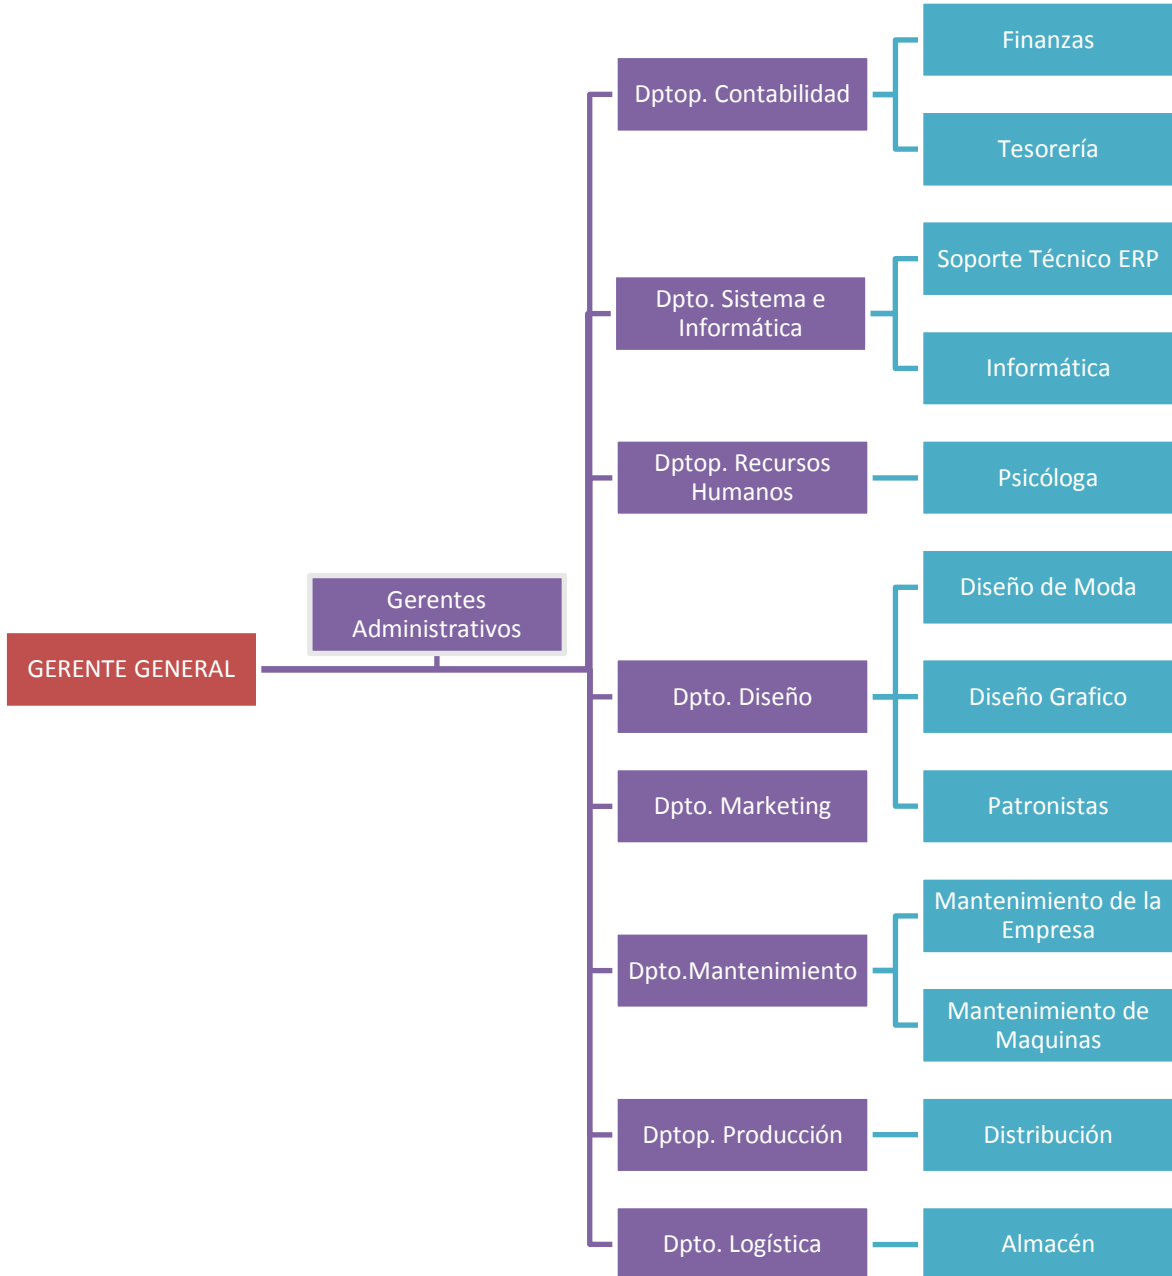 Finanzas
Dptop. Contabilidad
Tesorería
Soporte Técnico ERP
Dpto. Sistema e
Informática
Informática
Dptop. Recursos
Humanos
Psicóloga
Gerentes
Administrativos
GERENTE GENERAL
Diseño de Moda
Dpto. Diseño
Diseño Grafico
Dpto. Marketing
Patronistas
Mantenimiento de la
Empresa
Dpto.Mantenimiento
Mantenimiento de
Maquinas
Dptop. Producción
Distribución
Dpto. Logística
Almacén